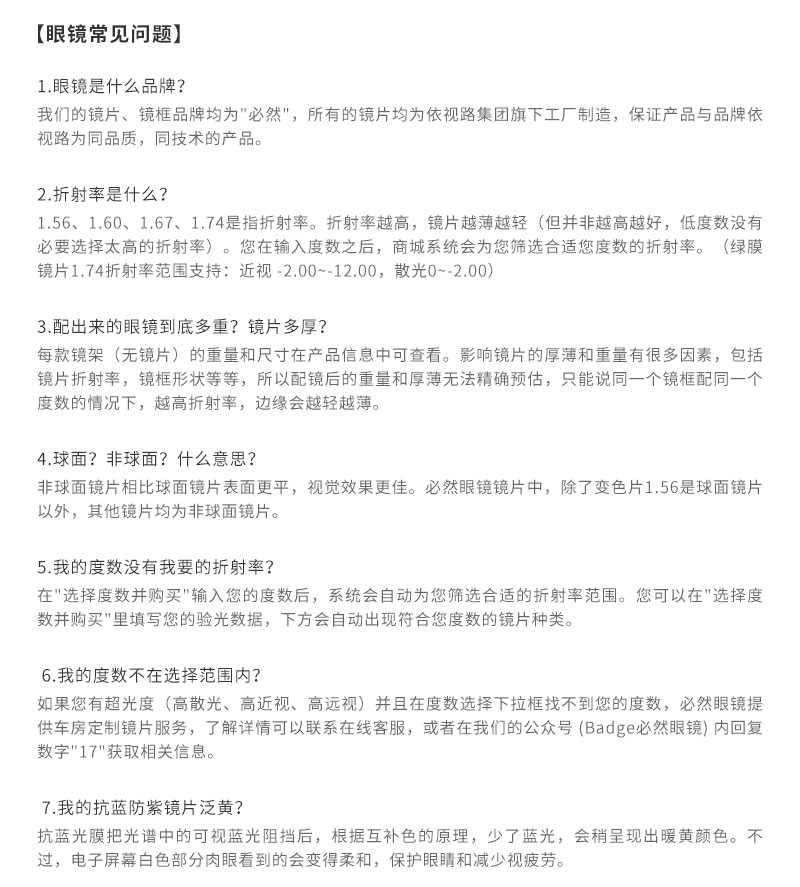 【眼镜常见问题】
1.眼镜是什么品牌？
我们的镜片、镜框品牌均为"必然"，所有的镜片均为依视路集团旗下工厂制造，保证产品与品牌依
视路为同品质，同技术的产品。
2.折射率是什么？
1.56、1.60、1.67、1.74是指折射率。折射率越高，镜片越薄越轻（但并非越高越好，低度数没有
必要选择太高的折射率）。您在输入度数之后，商城系统会为您筛选合适您度数的折射率。（绿膜
镜片1.74折射率范围支持：近视 -2.00~-12.00，散光0~-2.00）
3.配出来的眼镜到底多重？镜片多厚？
每款镜架（无镜片）的重量和尺寸在产品信息中可查看。影响镜片的厚薄和重量有很多因素，包括
镜片折射率，镜框形状等等，所以配镜后的重量和厚薄无法精确预估，只能说同一个镜框配同一个
度数的情况下，越高折射率，边缘会越轻越薄。
4.球面？非球面？什么意思？
非球面镜片相比球面镜片表面更平，视觉效果更佳。必然眼镜镜片中，除了变色片1.56是球面镜片
以外，其他镜片均为非球面镜片。
5.我的度数没有我要的折射率？
在"选择度数并购买"输入您的度数后，系统会自动为您筛选合适的折射率范围。您可以在"选择度
数并购买"里填写您的验光数据，下方会自动出现符合您度数的镜片种类。
6.我的度数不在选择范围内？
如果您有超光度（高散光、高近视、高远视）并且在度数选择下拉框找不到您的度数，必然眼镜提
供车房定制镜片服务，了解详情可以联系在线客服，或者在我们的公众号 (Badge必然眼镜) 内回复
数字"17"获取相关信息。
7.我的抗蓝防紫镜片泛黄？
抗蓝光膜把光谱中的可视蓝光阻挡后，根据互补色的原理，少了蓝光，会稍呈现出暖黄颜色。不
过，电子屏幕白色部分肉眼看到的会变得柔和，保护眼睛和减少视疲劳。